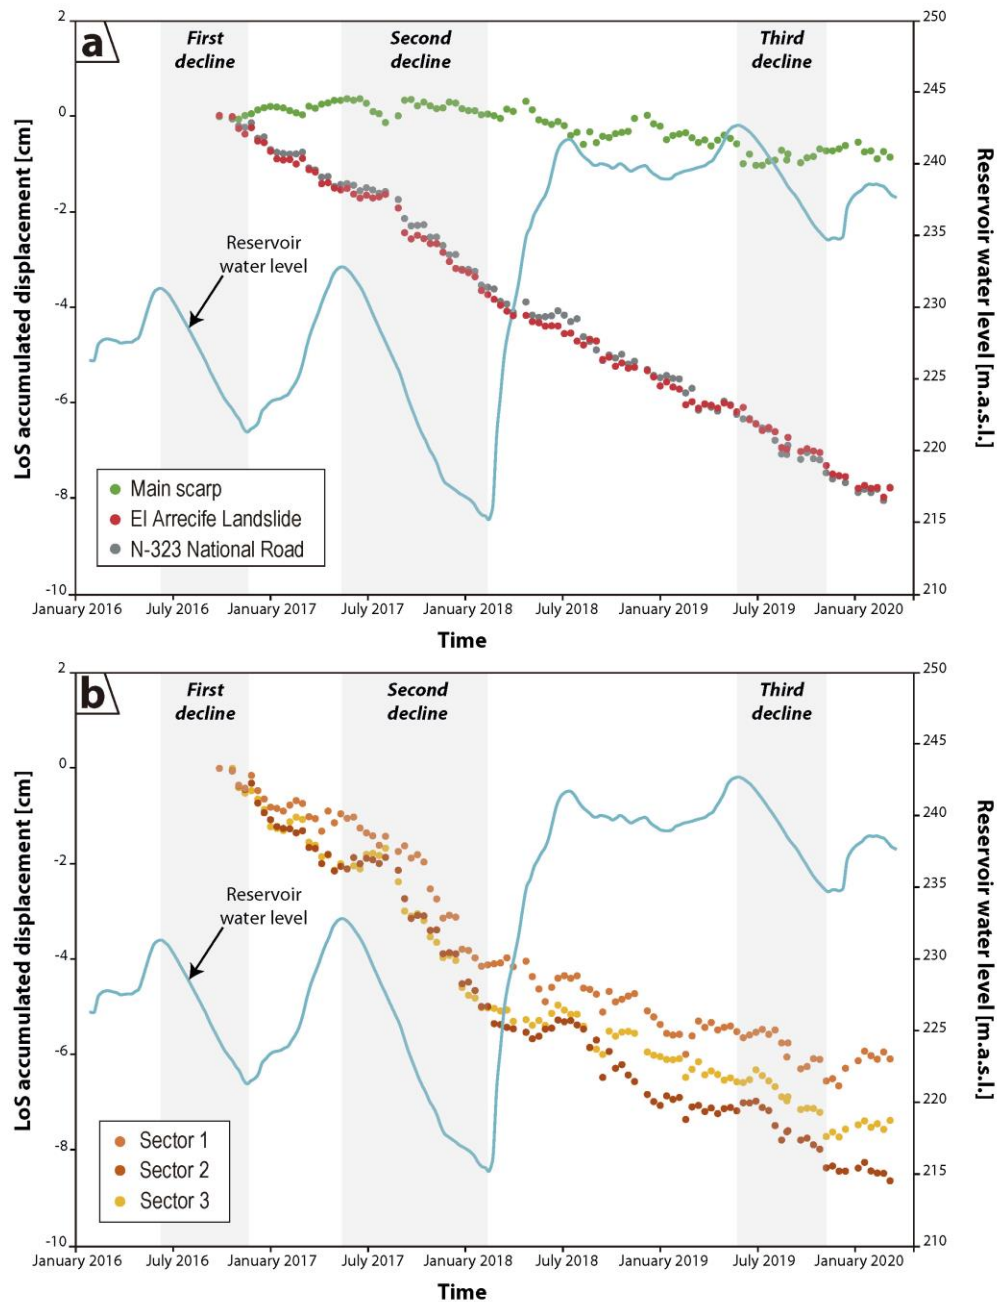 a
First decline
Second decline
Third decline
2
0
-2
-4
-6
-8
-10
LoS accumulated displacement [cm]
250
245
240
235
230
225
220
215
210
Reservoir water level [m.a.s.l.]
Reservoir
water level
Main scarp
El Arrecife Landslide
N-323 National Road
January 2016
July 2016
January 2017
July 2017
January 2018
July 2018
January 2019
July 2019
January 2020
Time
b
First decline
Second decline
Third decline
2
0
-2
-4
-6
-8
-10
LoS accumulated displacement [cm]
250
245
240
235
230
225
220
215
210
Reservoir water level [m.a.s.l.]
Reservoir
water level
Sector 1
Sector 2
Sector 3
January 2016
July 2016
January 2017
July 2017
January 2018
July 2018
January 2019
July 2019
January 2020
Time